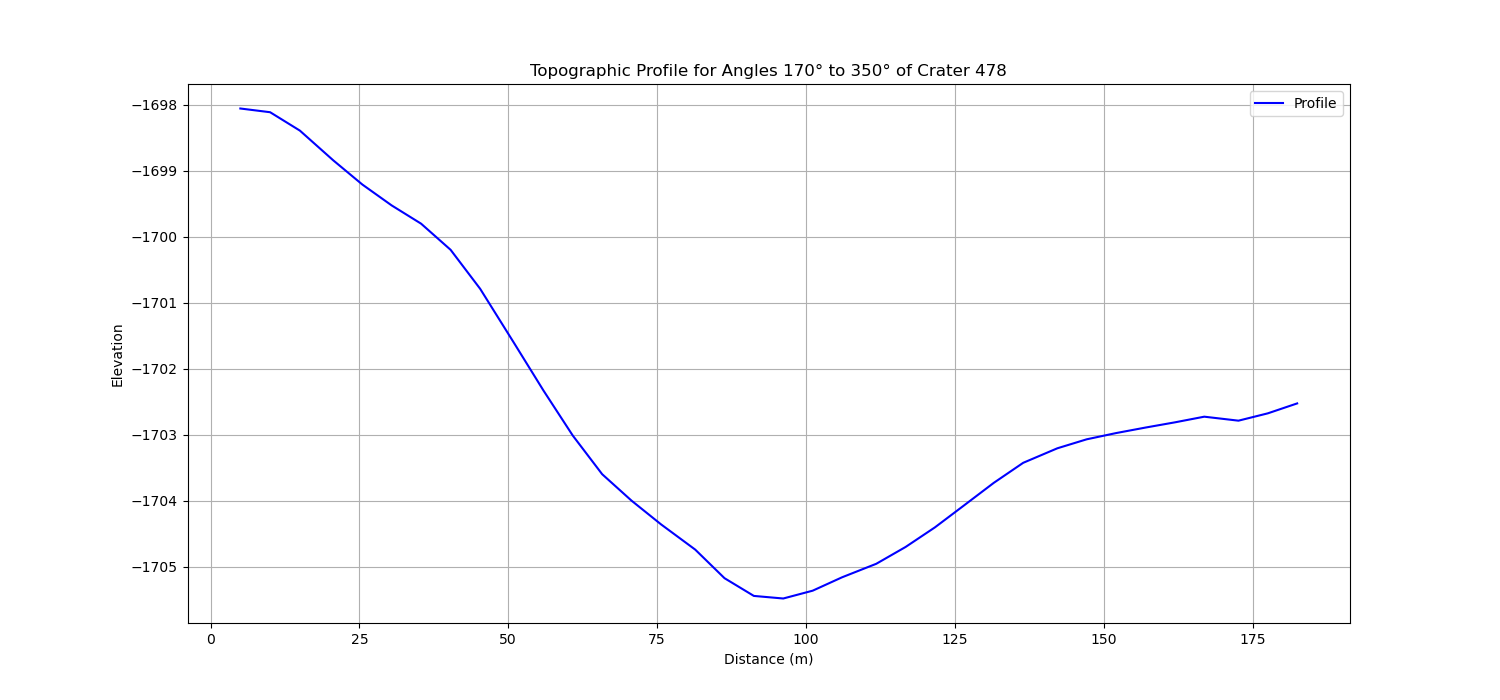 Topographic Profile for Angles 170° to 350° of Crater 478
Profile
−1698
−1699
−1700
−1701
−1702
−1703
−1704
−1705
Elevation
0 25 50 75 100 125 150 175
Distance (m)